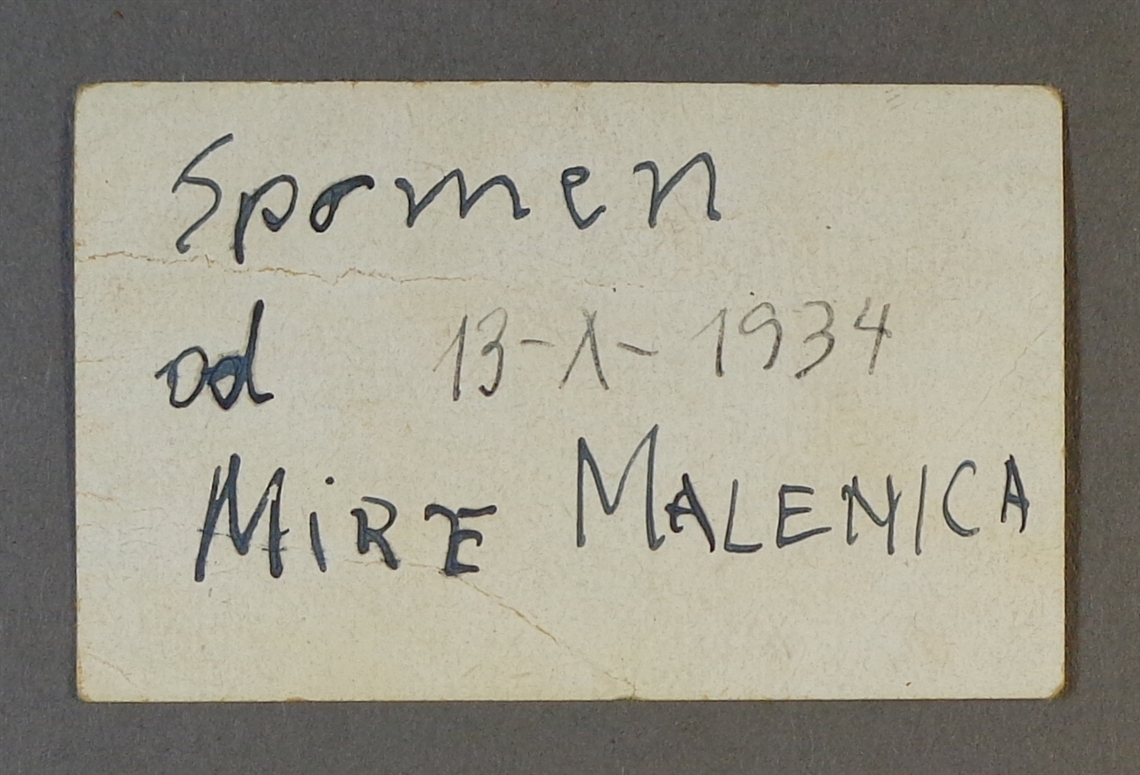 Spomen
od 13-X-1934
MiRE MALENICA